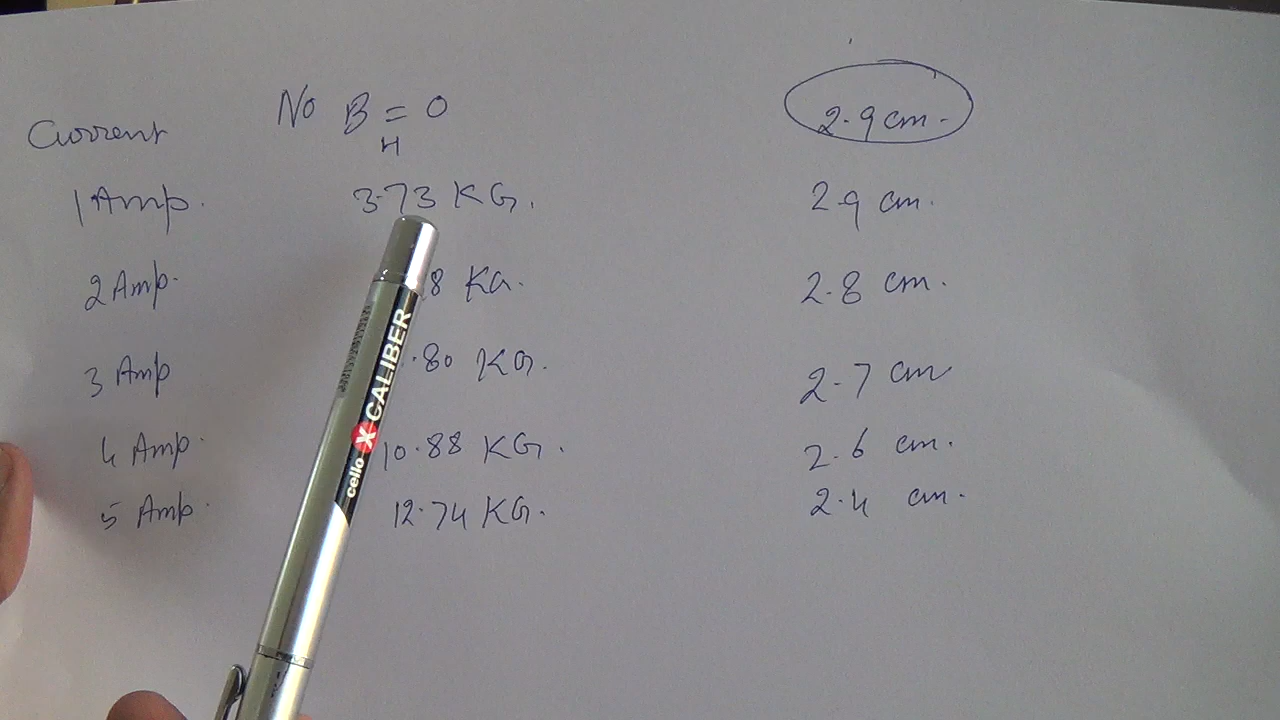 No B = 0 2.9 cm.
H
Current
1 Amp. 3.73 KG. 2.9 cm.
2 Amp. 8 KG. 2.8 cm.
3 Amp .80 KG. 2.7 cm
4 Amp. 10.88 KG. 2.6 cm.
5 Amp. 12.74 KG. 2.4 cm.
cello X CALIBER